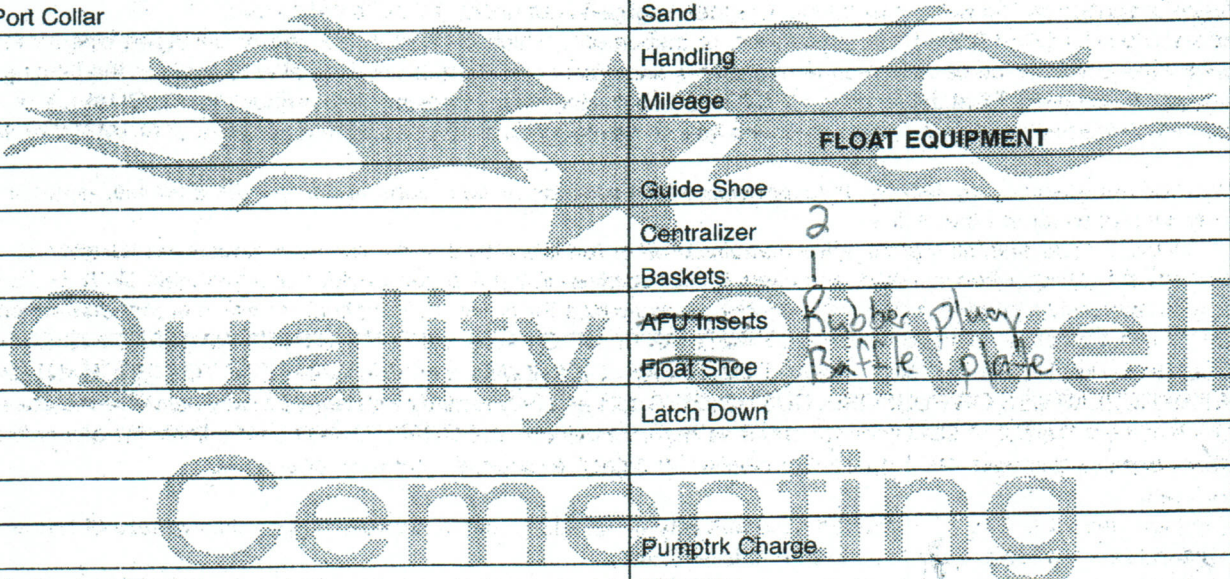 Port Collar
Sand
Handling
Mileage
FLOAT EQUIPMENT
Guide Shoe
Centralizer 2
Baskets 1
AFU Inserts Rubber plug
Float Shoe Baffle plate
Latch Down
Pumptrk Charge
Quality Oilwell
Cementing